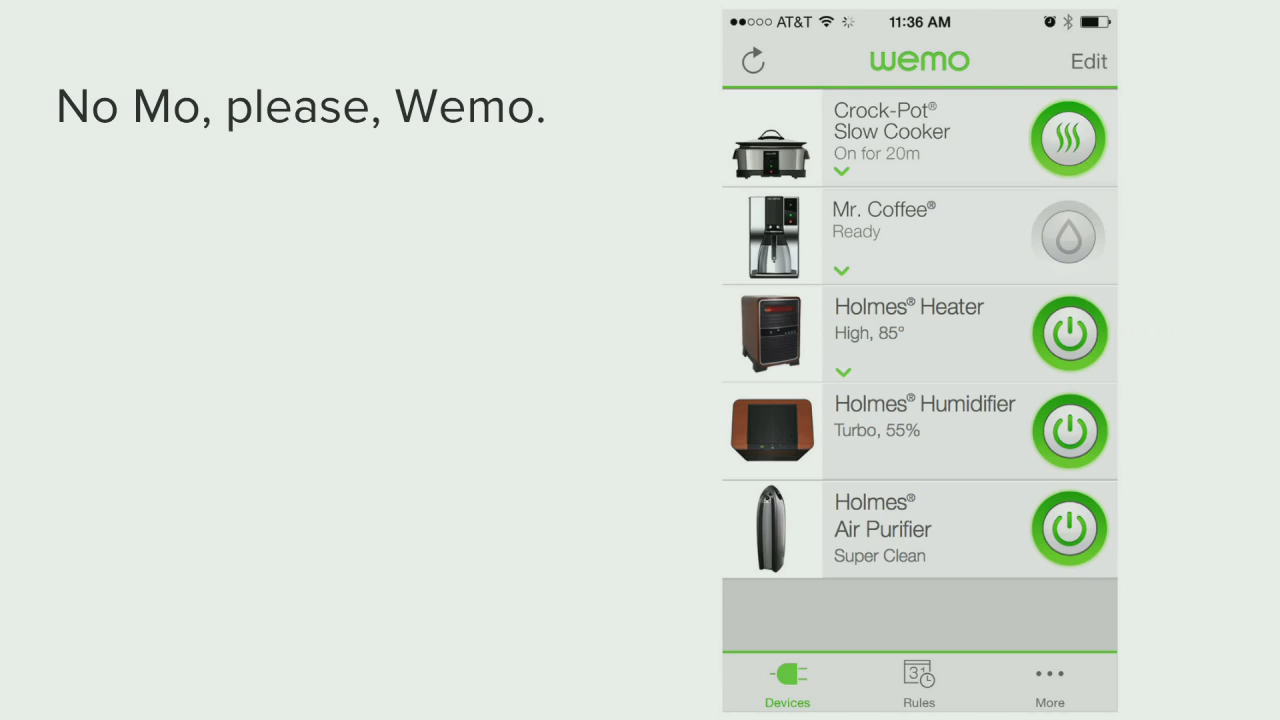 No Mo, please, Wemo.
AT&T 11:36 AM
wemo Edit
Crock-Pot®
Slow Cooker
On for 20m
Mr. Coffee®
Ready
Holmes® Heater
High, 85°
Holmes® Humidifier
Turbo, 55%
Holmes®
Air Purifier
Super Clean
31
Devices Rules More